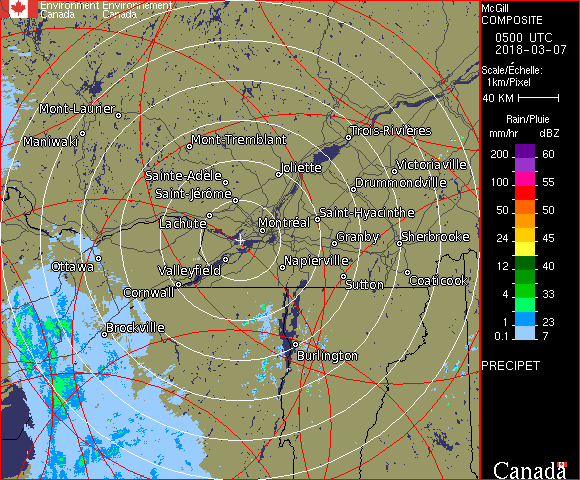 Environment Environnement
Canada Canada
Mont-Laurier
Maniwaki
Mont-Tremblant
Trois-Rivières
Sainte-Adèle
Joliette
Victoriaville
Saint-Jérôme
Drummondville
Lachute
Montréal
Saint-Hyacinthe
Granby
Sherbrooke
Ottawa
Valleyfield
Napierville
Cornwall
Sutton
Coaticook
Brockville
Burlington
McGill
COMPOSITE
0500 UTC
2018-03-07
Scale/Échelle:
1km/Pixel
40 KM
Rain/Pluie
mm/hr dBZ
200 60
100 55
50 50
24 45
12 40
4 33
1 23
0.1 7
PRECIPET
Canada